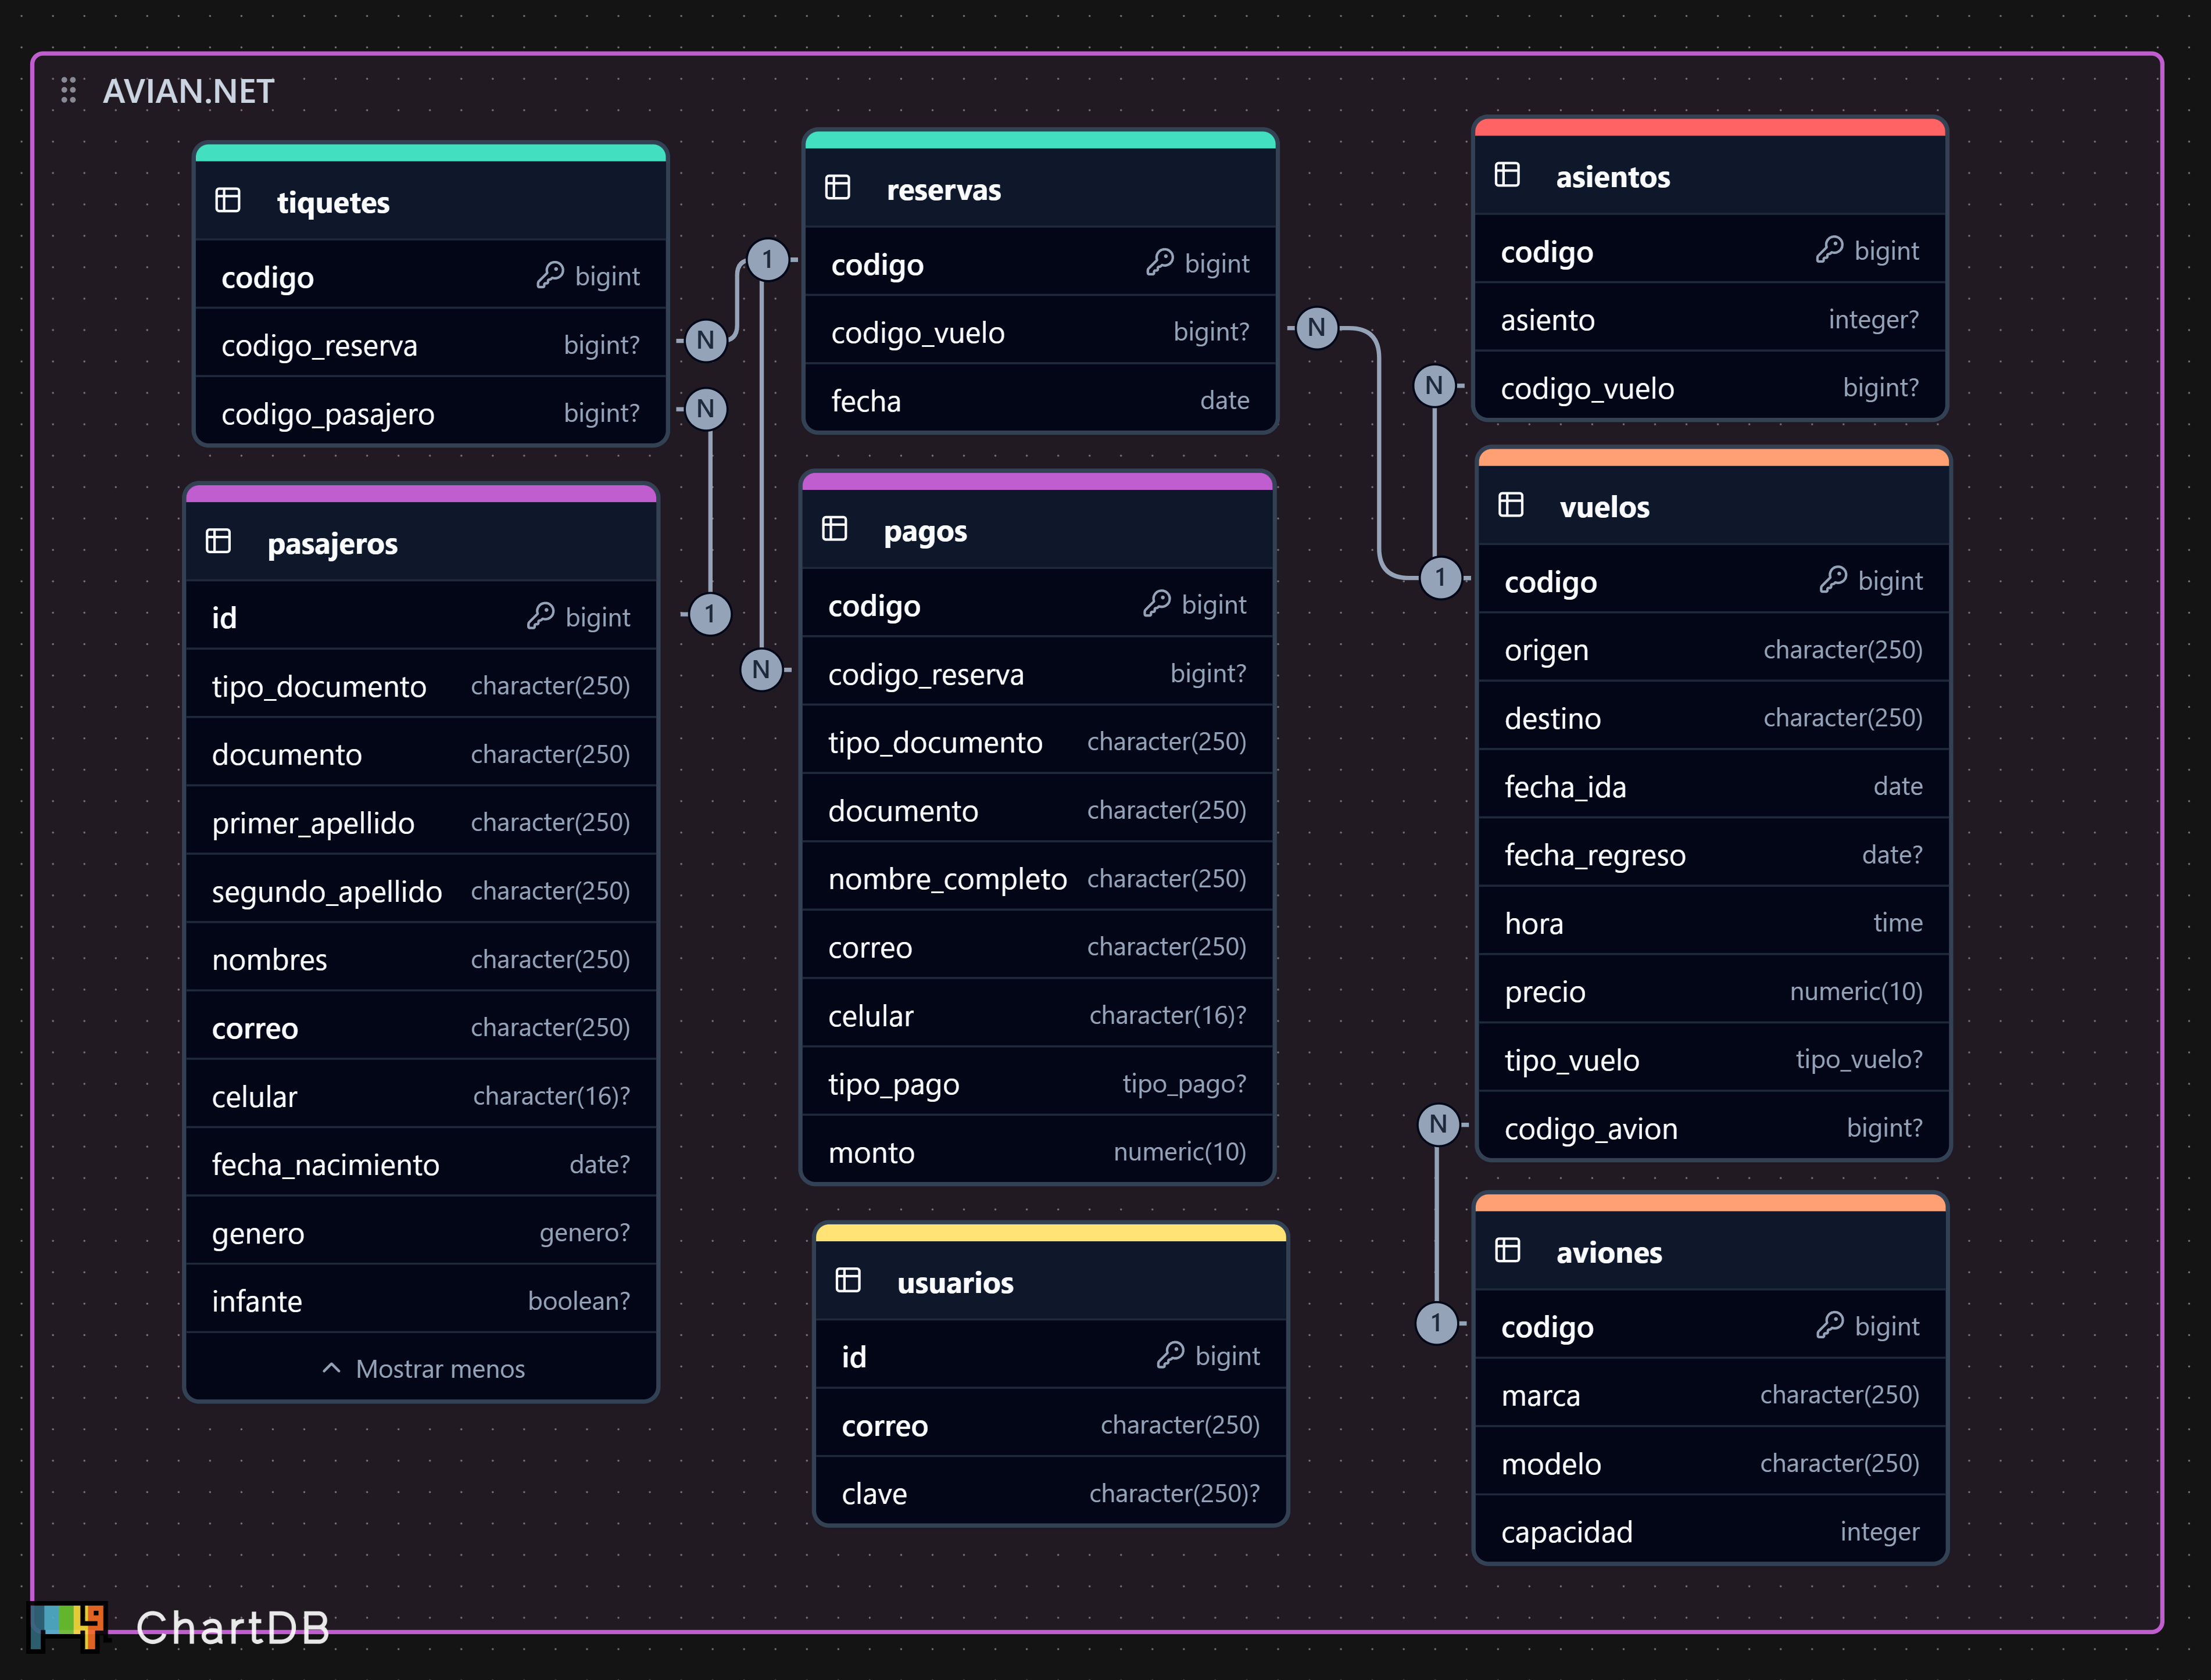 AVIAN.NET
tiquetes
codigo bigint
codigo_reserva bigint?
codigo_pasajero bigint?
pasajeros
id bigint
tipo_documento character(250)
documento character(250)
primer_apellido character(250)
segundo_apellido character(250)
nombres character(250)
correo character(250)
celular character(16)?
fecha_nacimiento date?
genero genero?
infante boolean?
Mostrar menos
N
N
1
1
N
reservas
codigo bigint
codigo_vuelo bigint?
fecha date
pagos
codigo bigint
codigo_reserva bigint?
tipo_documento character(250)
documento character(250)
nombre_completo character(250)
correo character(250)
celular character(16)?
tipo_pago tipo_pago?
monto numeric(10)
usuarios
id bigint
correo character(250)
clave character(250)?
N
N
1
N
1
asientos
codigo bigint
asiento integer?
codigo_vuelo bigint?
vuelos
codigo bigint
origen character(250)
destino character(250)
fecha_ida date
fecha_regreso date?
hora time
precio numeric(10)
tipo_vuelo tipo_vuelo?
codigo_avion bigint?
aviones
codigo bigint
marca character(250)
modelo character(250)
capacidad integer
ChartDB